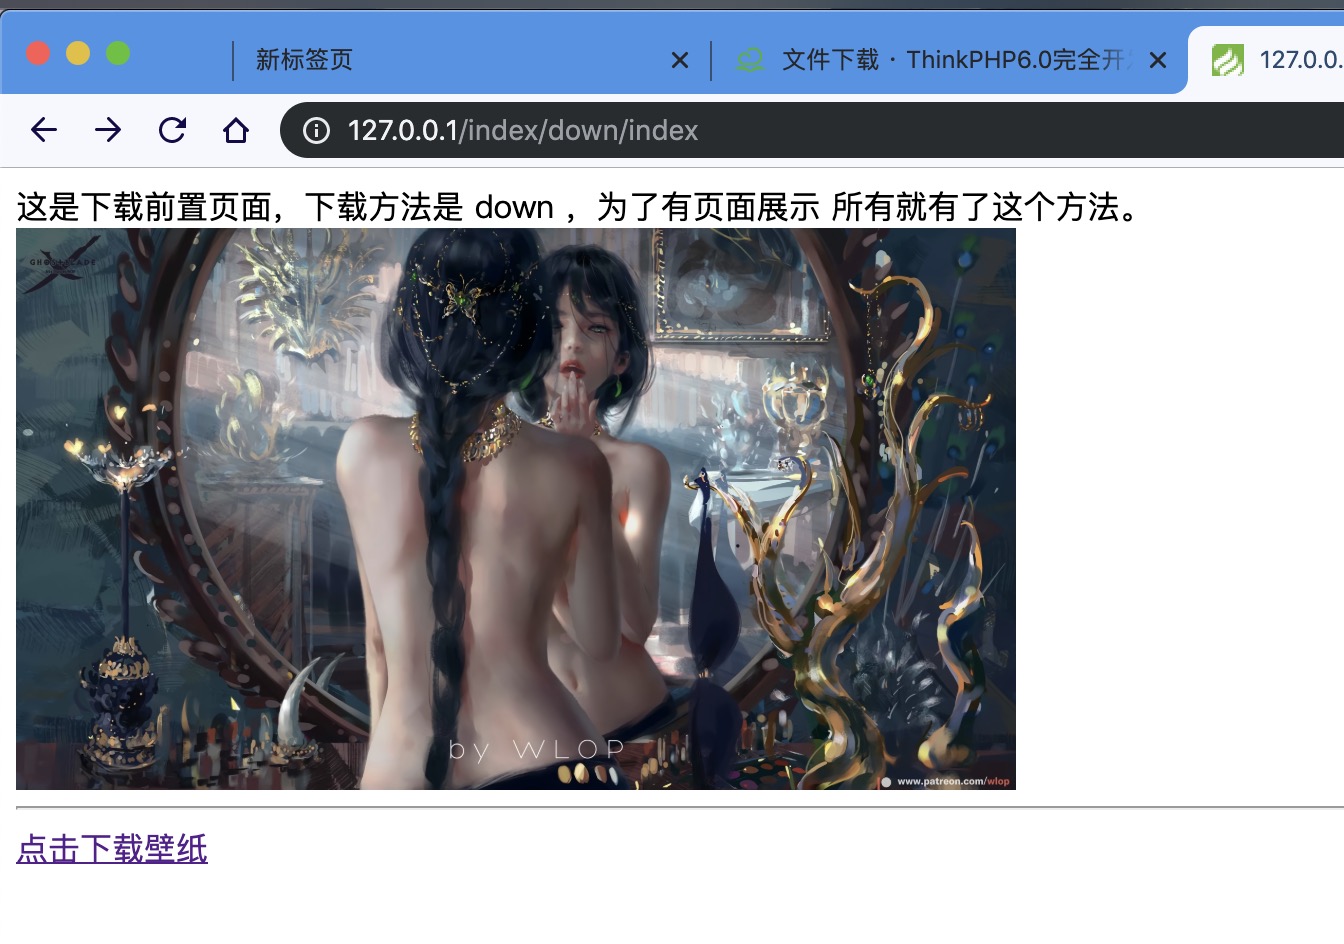 新标签页
文件下载 · ThinkPHP6.0完全开
127.0.0.
127.0.0.1/index/down/index
这是下载前置页面，下载方法是 down ，为了有页面展示 所有就有了这个方法。
GHOSTBLADE
by WLOP
www.patreon.com/wlop
点击下载壁纸